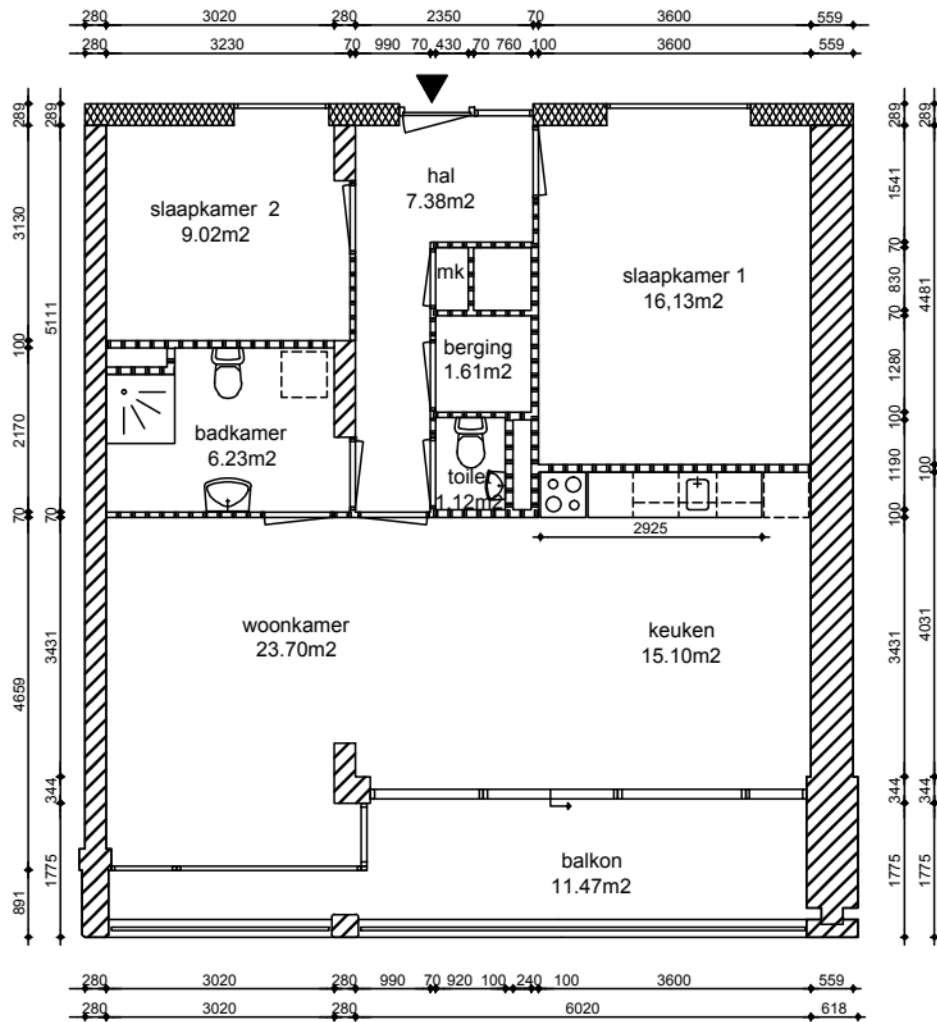 280 3020 280 2350 70 3600 559
280 3230 70 990 70 430 70 760 100 3600 559
289 3130 100 2170 70 4659 891
289 5111 70 3431 344 1775
hal
7.38m2
slaapkamer 2
9.02m2
mk
slaapkamer 1
16,13m2
berging
1.61m2
badkamer
6.23m2
toilet
1.12m2
2925
woonkamer
23.70m2
keuken
15.10m2
balkon
11.47m2
289 1541 70 830 70 1280 100 1190 100 3431 344 1775
289 4481 100 4031 344 1775
280 3020 280 990 70 920 100 240 100 3600 559
280 3020 280 6020 618